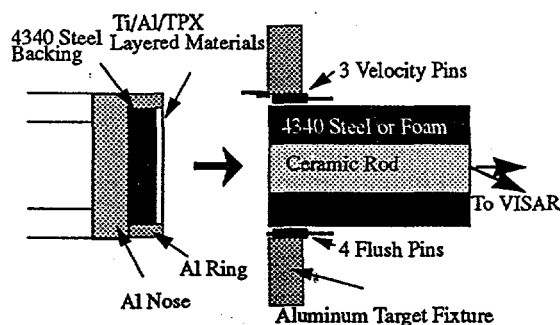 Ti/Al/TPX
4340 Steel
Layered Materials
Backing
3 Velocity Pins
4340 Steel or Foam
Ceramic Rod
To VISAR
4 Flush Pins
Al Ring
Al Nose
Aluminum Target Fixture